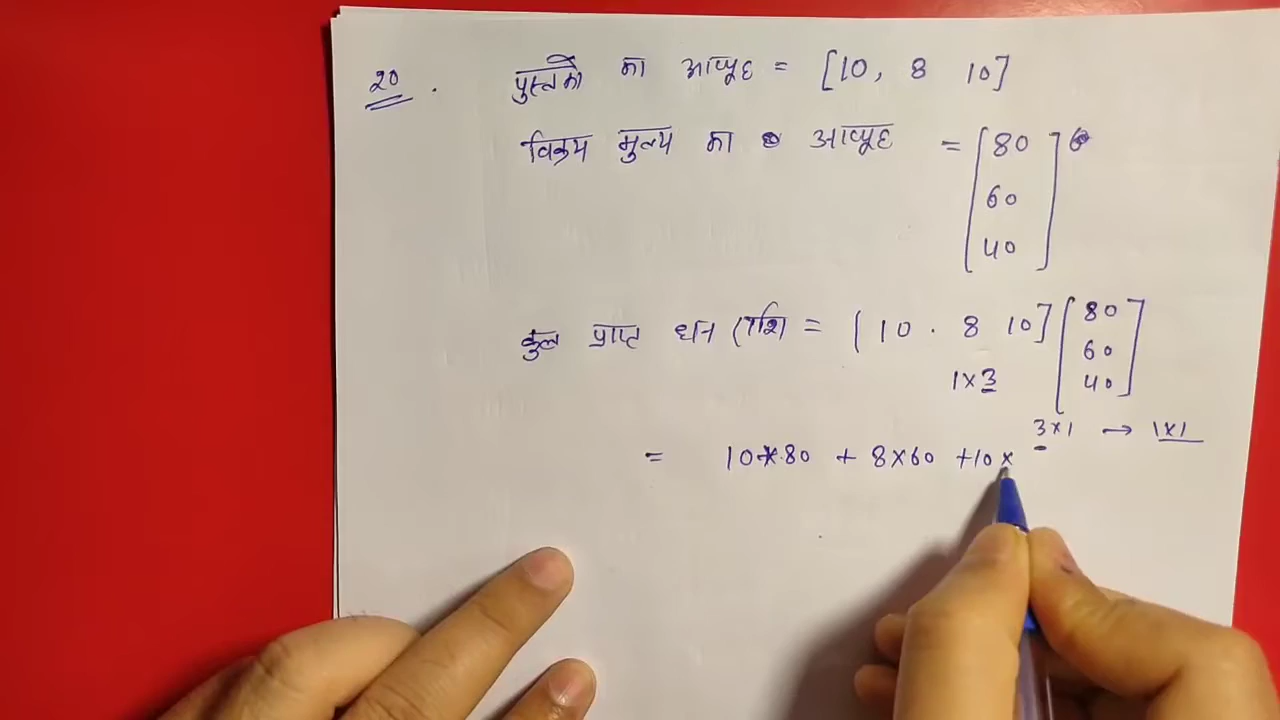 20. पुस्तकों का आव्यूह = [10, 8 10]
विक्रय मुल्य का आव्यूह = [80
60
40]
कुल प्राप्त धन राशि = [10 . 8 10] [80
60
40]
1×3
3×1 → 1×1
= 10×80 + 8×60 +10×